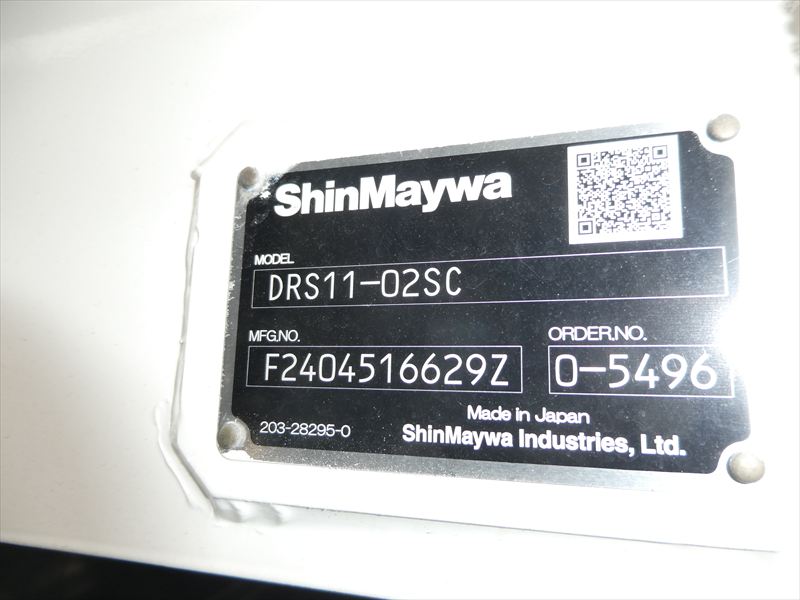 ShinMaywa
MODEL
DRS11-02SC
MFG.NO. ORDER.NO.
F2404516629Z 0-5496
203-28295-0
Made in Japan
ShinMaywa Industries, Ltd.